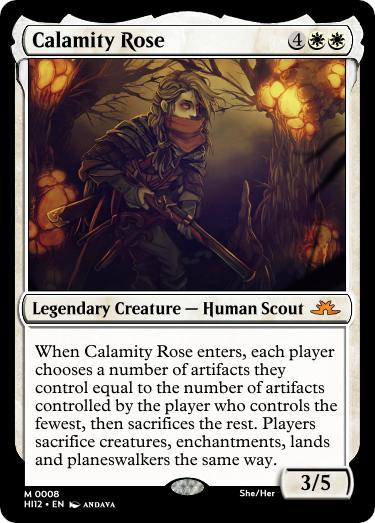 Calamity Rose 4
Legendary Creature — Human Scout
When Calamity Rose enters, each player
chooses a number of artifacts they
control equal to the number of artifacts
controlled by the player who controls the
fewest, then sacrifices the rest. Players
sacrifice creatures, enchantments, lands
and planeswalkers the same way.
3/5
M 0008
HI12 • EN ANDAVA
She/Her